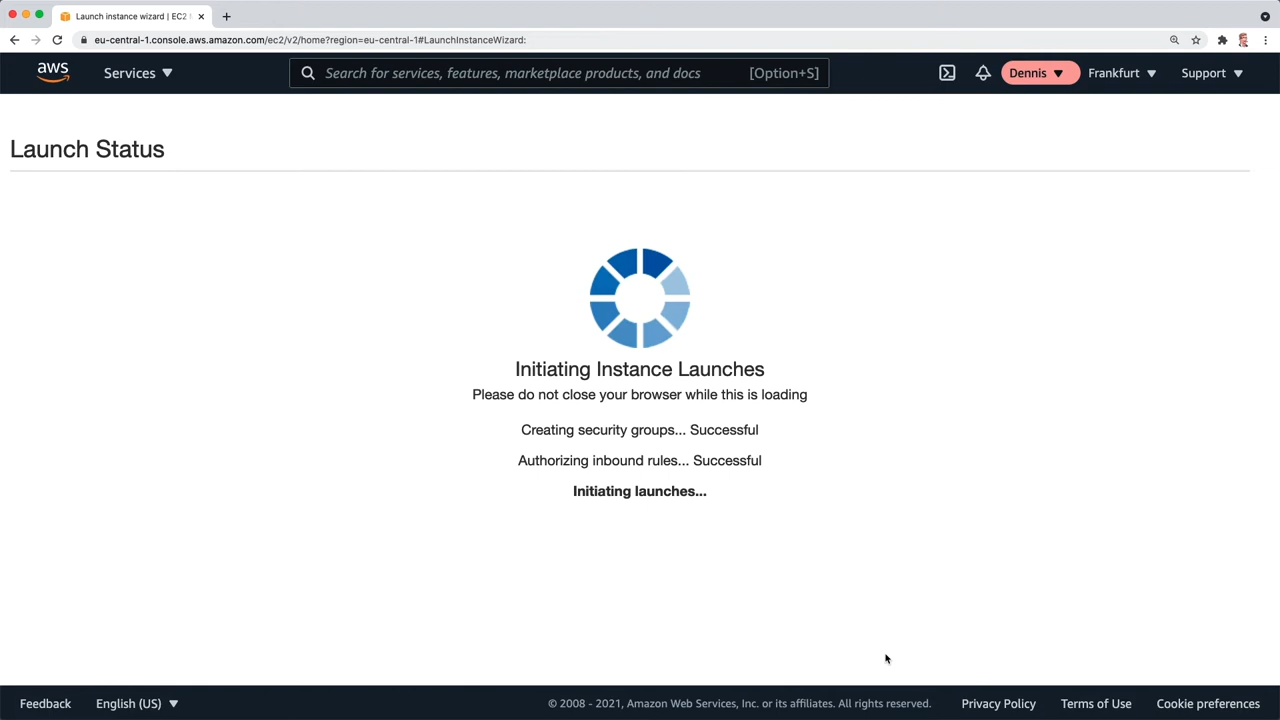 Launch instance wizard | EC2
eu-central-1.console.aws.amazon.com/ec2/v2/home?region=eu-central-1#LaunchInstanceWizard:
aws
Services
Search for services, features, marketplace products, and docs
[Option+S]
Dennis
Frankfurt
Support
Launch Status
Initiating Instance Launches
Please do not close your browser while this is loading
Creating security groups... Successful
Authorizing inbound rules... Successful
Initiating launches...
Feedback
English (US)
© 2008 - 2021, Amazon Web Services, Inc. or its affiliates. All rights reserved.
Privacy Policy
Terms of Use
Cookie preferences